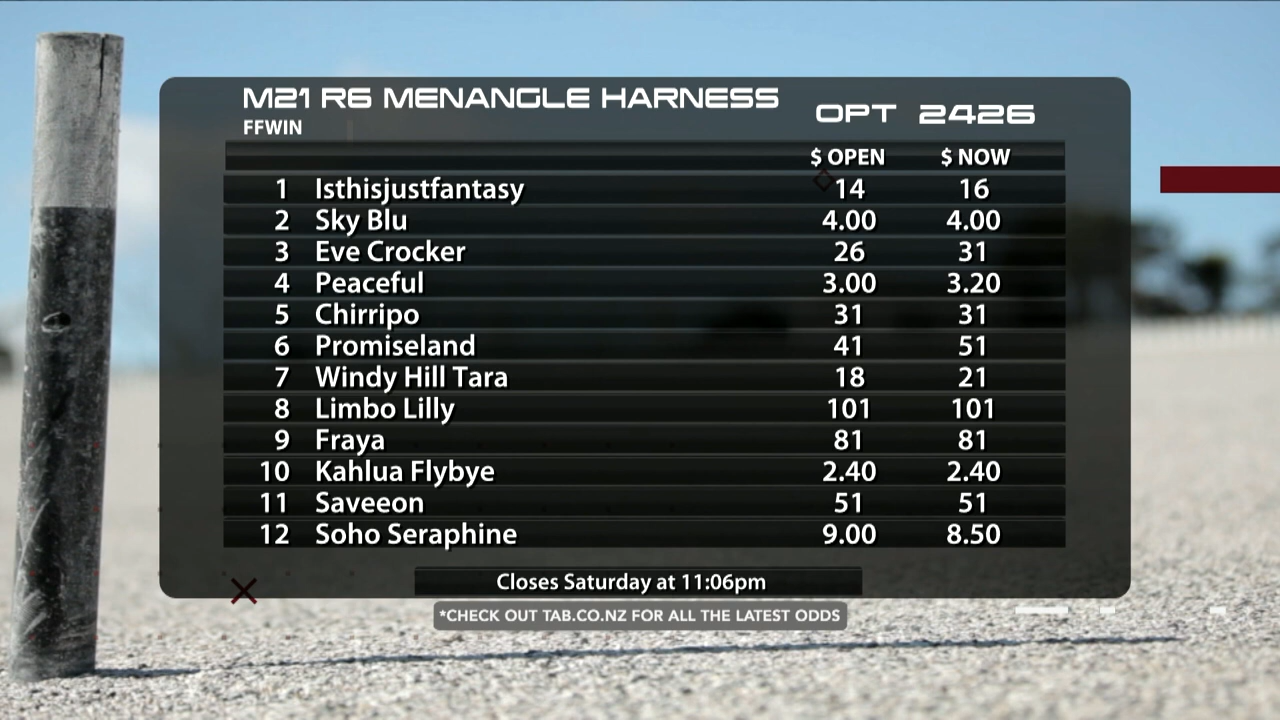 M21 R6 MENANGLE HARNESS OPT 2426
FFWIN
$ OPEN $ NOW
1 Isthisjustfantasy 14 16
2 Sky Blu 4.00 4.00
3 Eve Crocker 26 31
4 Peaceful 3.00 3.20
5 Chirripo 31 31
6 Promiseland 41 51
7 Windy Hill Tara 18 21
8 Limbo Lilly 101 101
9 Fraya 81 81
10 Kahlua Flybye 2.40 2.40
11 Saveeon 51 51
12 Soho Seraphine 9.00 8.50
Closes Saturday at 11:06pm
*CHECK OUT TAB.CO.NZ FOR ALL THE LATEST ODDS